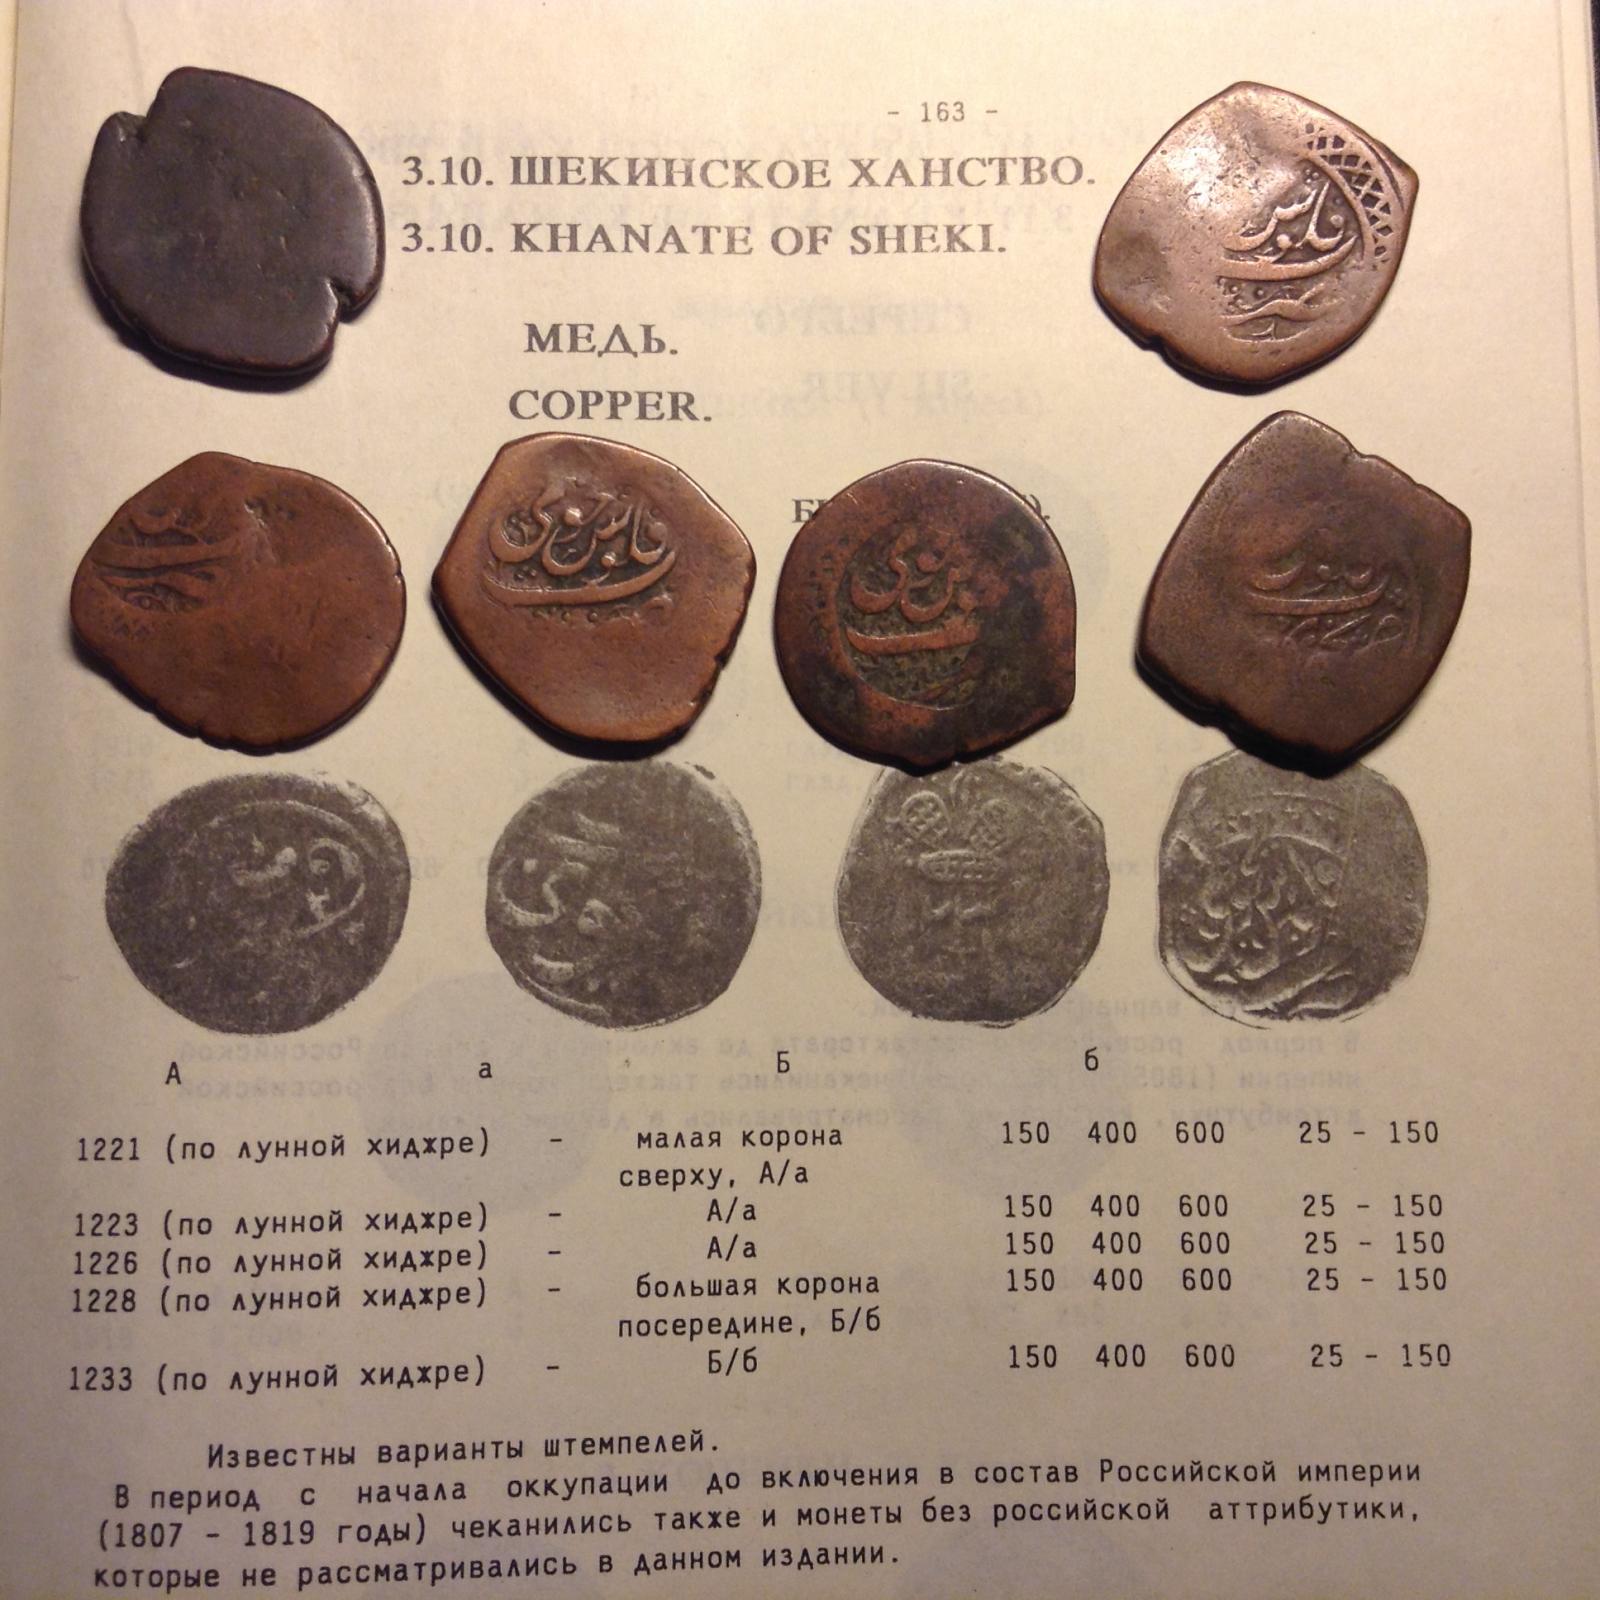 - 163 -
3.10. ШЕКИНСКОЕ ХАНСТВО.
3.10. KHANATE OF SHEKI.
МЕДЬ.
COPPER.
فلوس
فلوس خوی
خوی
А а Б б
1221 (по лунной хиджре) - малая корона 150 400 600 25 - 150
сверху, А/а
1223 (по лунной хиджре) - А/а 150 400 600 25 - 150
1226 (по лунной хиджре) - А/а 150 400 600 25 - 150
1228 (по лунной хиджре) - большая корона 150 400 600 25 - 150
посередине, Б/б
1233 (по лунной хиджре) - Б/б 150 400 600 25 - 150
Известны варианты штемпелей.
В период с начала оккупации до включения в состав Российской империи
(1807 - 1819 годы) чеканились также и монеты без российской аттрибутики,
которые не рассматривались в данном издании.